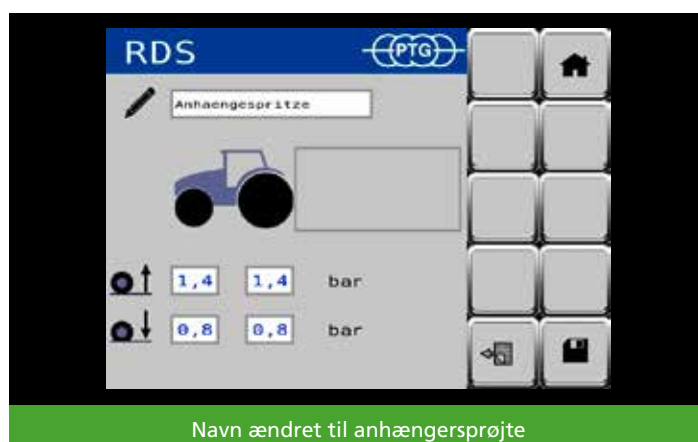 RDS
PTG
Anhaengespritze
1,4 1,4 bar
0,8 0,8 bar
Navn ændret til anhængersprøjte